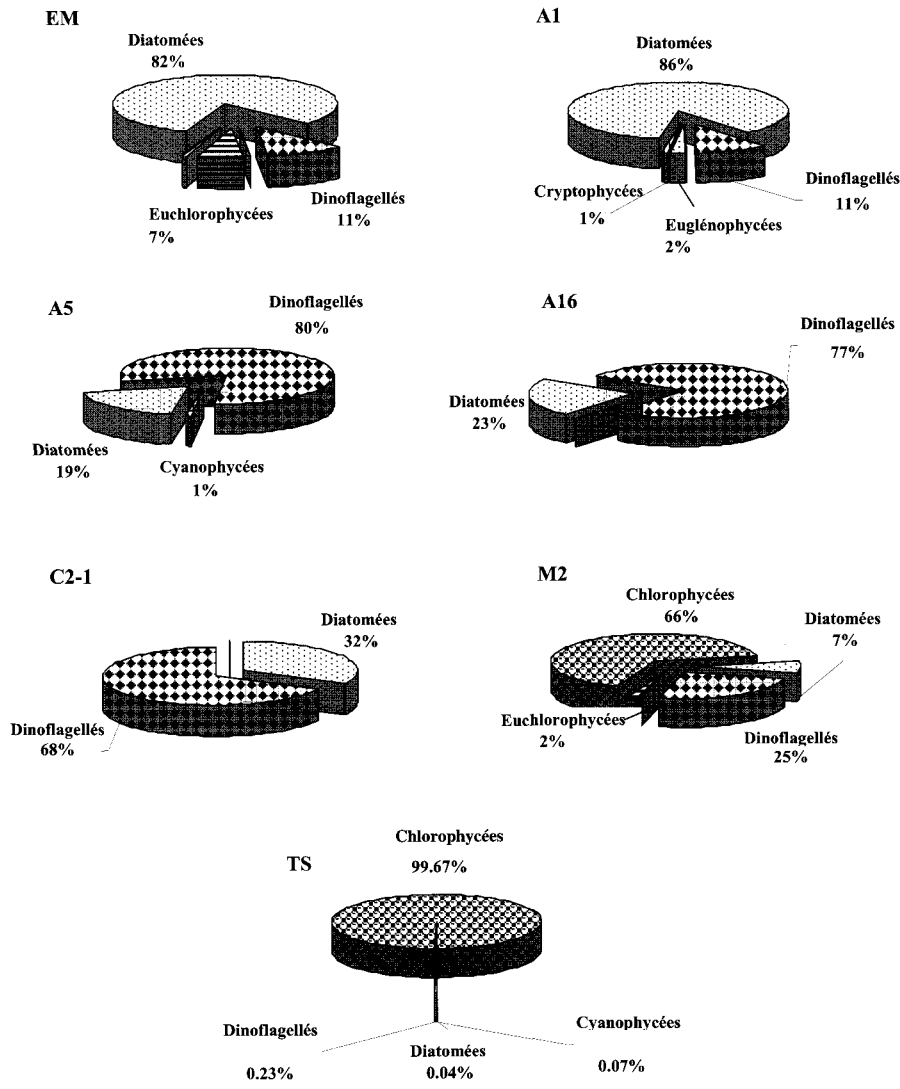 EM
Diatomées
82%
Euchlorophycées
7%
Dinoflagellés
11%
A1
Diatomées
86%
Cryptophycées
1%
Euglénophycées
2%
Dinoflagellés
11%
A5
Dinoflagellés
80%
Diatomées
19%
Cyanophycées
1%
A16
Dinoflagellés
77%
Diatomées
23%
C2-1
Diatomées
32%
Dinoflagellés
68%
M2
Chlorophycées
66%
Diatomées
7%
Euchlorophycées
2%
Dinoflagellés
25%
TS
Chlorophycées
99.67%
Dinoflagellés
0.23%
Diatomées
0.04%
Cyanophycées
0.07%